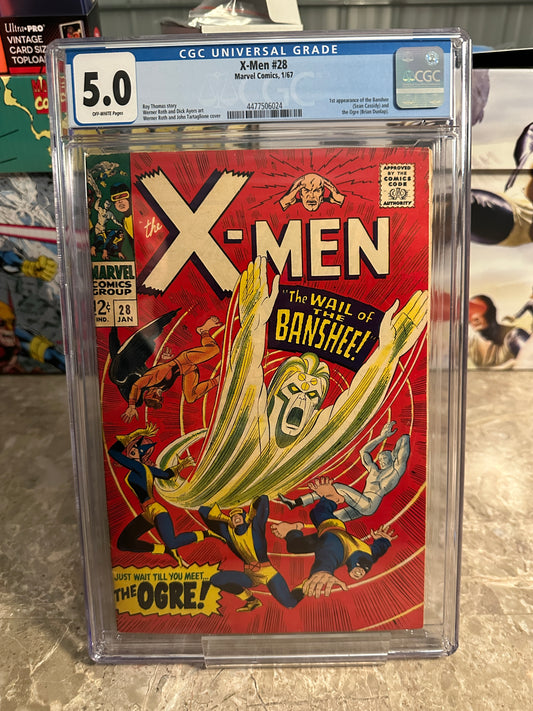 Ultra•PRO
VINTAGE
CARD SIZ
TOPLOA
CGC UNIVERSAL GRADE
5.0
OFF-WHITE Pages
X-Men #28
Marvel Comics, 1/67
4477506024
Roy Thomas story
Werner Roth and Dick Ayers art
Werner Roth and John Tartaglione cover
1st appearance of the Banshee
(Sean Cassidy) and
the Ogre (Brian Dunlap).
CGC
MARVEL
COMICS
GROUP
12¢
IND.
28
JAN
the
X-MEN
APPROVED
BY THE
COMICS
CODE
AUTHORITY
"The WAIL of
THE
BANSHEE!"
JUST WAIT TILL YOU MEET...
THE OGRE!